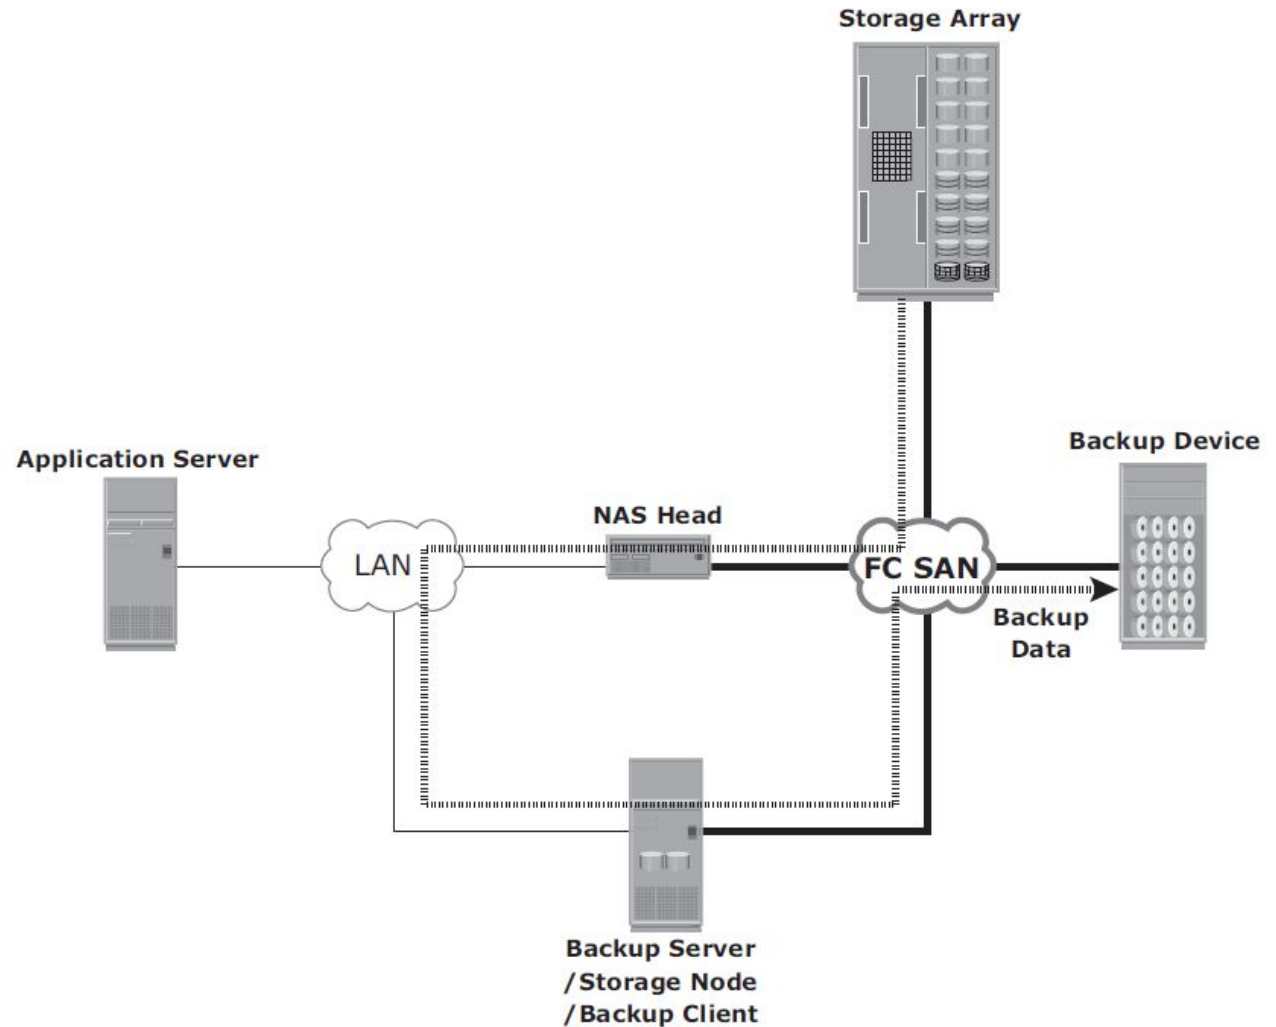 Storage Array
Backup Device
Application Server
NAS Head
LAN
FC SAN
Backup
Data
Backup Server
/Storage Node
/Backup Client